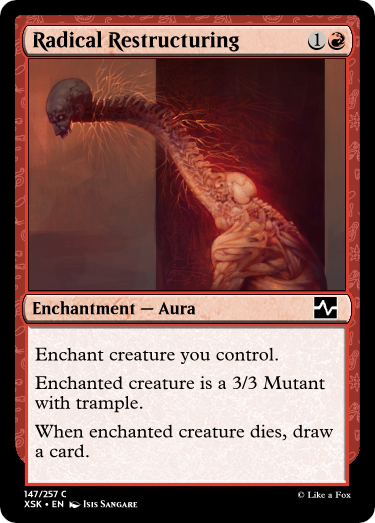 Radical Restructuring 1
Enchantment — Aura
Enchant creature you control.
Enchanted creature is a 3/3 Mutant
with trample.
When enchanted creature dies, draw
a card.
147/257 C
XSK • EN Isis Sangare
© Like a Fox